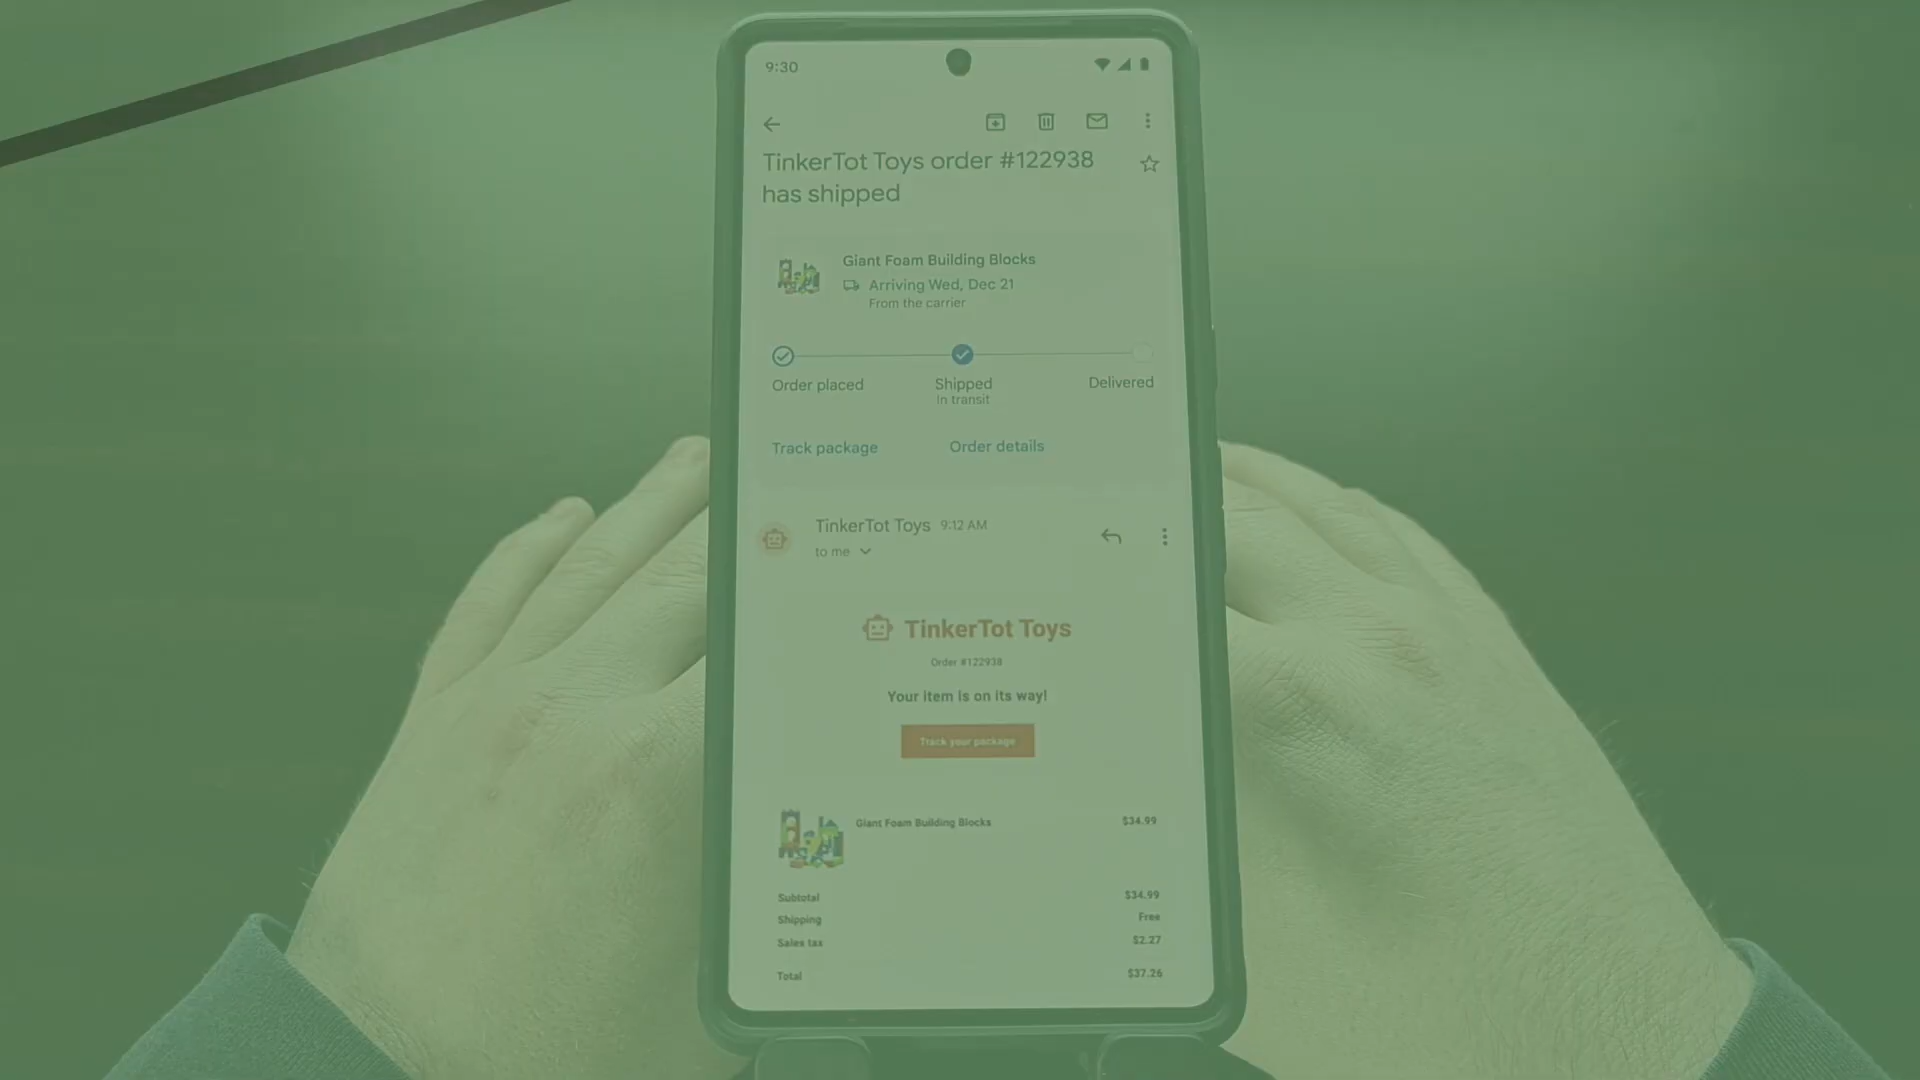 9:30
TinkerTot Toys order #122938
has shipped
Giant Foam Building Blocks
Arriving Wed, Dec 21
From the carrier
Order placed
Shipped
Delivered
In transit
Track package
Order details
TinkerTot Toys 9:12 AM
to me
TinkerTot Toys
Order #122938
Your item is on its way!
Track your package
Giant Foam Building Blocks $34.99
Subtotal $34.99
Shipping Free
Sales tax $2.27
Total $37.26